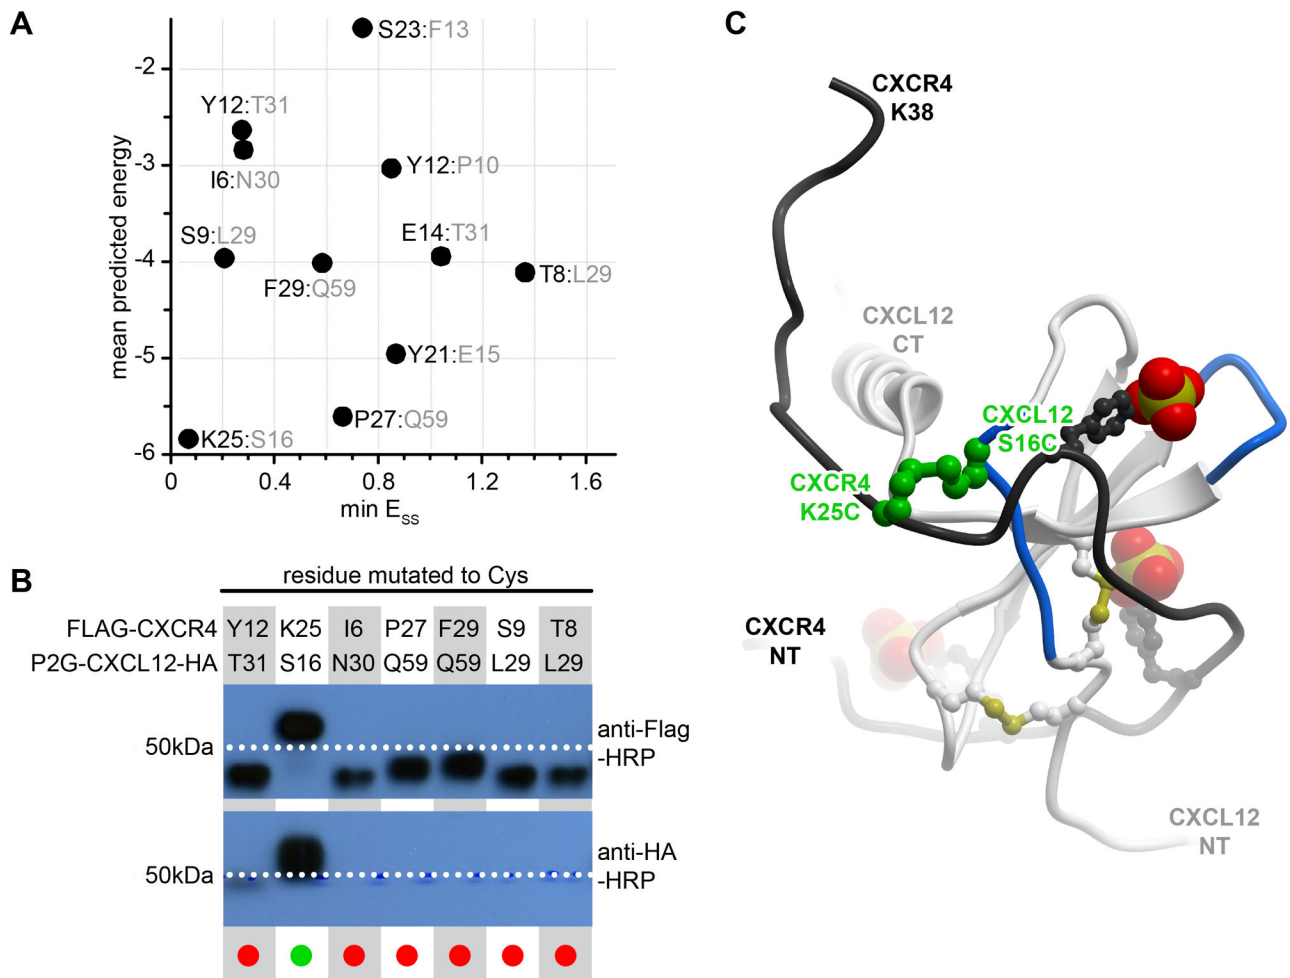 A
S23:F13
-2
Y12:T31
-3
I6:N30
Y12:P10
S9:L29
E14:T31
-4
F29:Q59
T8:L29
-5
Y21:E15
P27:Q59
K25:S16
-6
0
0.4
0.8
1.2
1.6
mean predicted energy
min ESS
B
residue mutated to Cys
FLAG-CXCR4 Y12 K25 I6 P27 F29 S9 T8
P2G-CXCL12-HA T31 S16 N30 Q59 Q59 L29 L29
50kDa
anti-Flag
-HRP
50kDa
anti-HA
-HRP
C
CXCR4
K38
CXCL12
CT
CXCL12
S16C
CXCR4
K25C
CXCR4
NT
CXCL12
NT